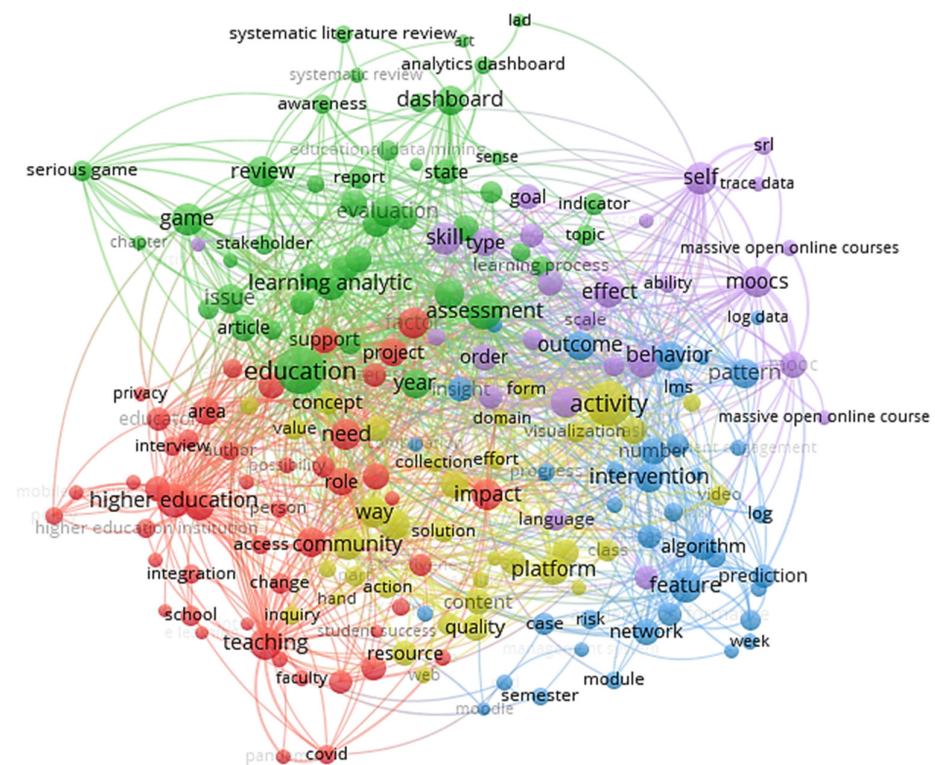 lad
systematic literature review
art
analytics dashboard
systematic review
dashboard
awareness
srl
educational data mining
sense
serious game
review
report
state
self
trace data
goal
indicator
game
evaluation
chapter
stakeholder
skill
type
topic
massive open online courses
learning process
learning analytic
moocs
effect
ability
issue
assessment
log data
factor
scale
article
support
outcome
project
order
behavior
mooc
education
pattern
year
insight
form
lms
privacy
concept
activity
educator
area
domain
massive open online course
value
need
visualization
task
interview
author
number
collection
effort
possibility
progress
intervention
role
mobile
higher education
impact
video
person
way
language
log
higher education institution
solution
access
community
class
algorithm
integration
platform
change
feature
prediction
action
hand
content
school
inquiry
case
risk
student success
quality
network
teaching
week
resource
faculty
web
module
semester
moodle
covid